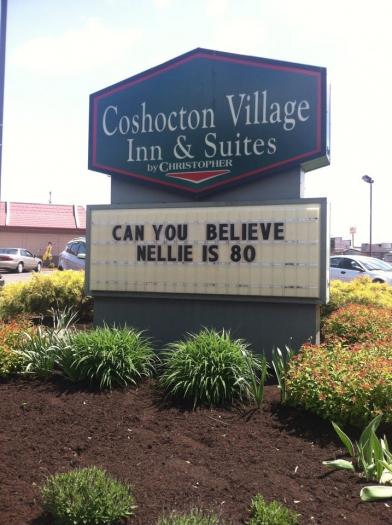 Coshocton Village
Inn & Suites
by CHRISTOPHER
CAN YOU BELIEVE
NELLIE IS 80